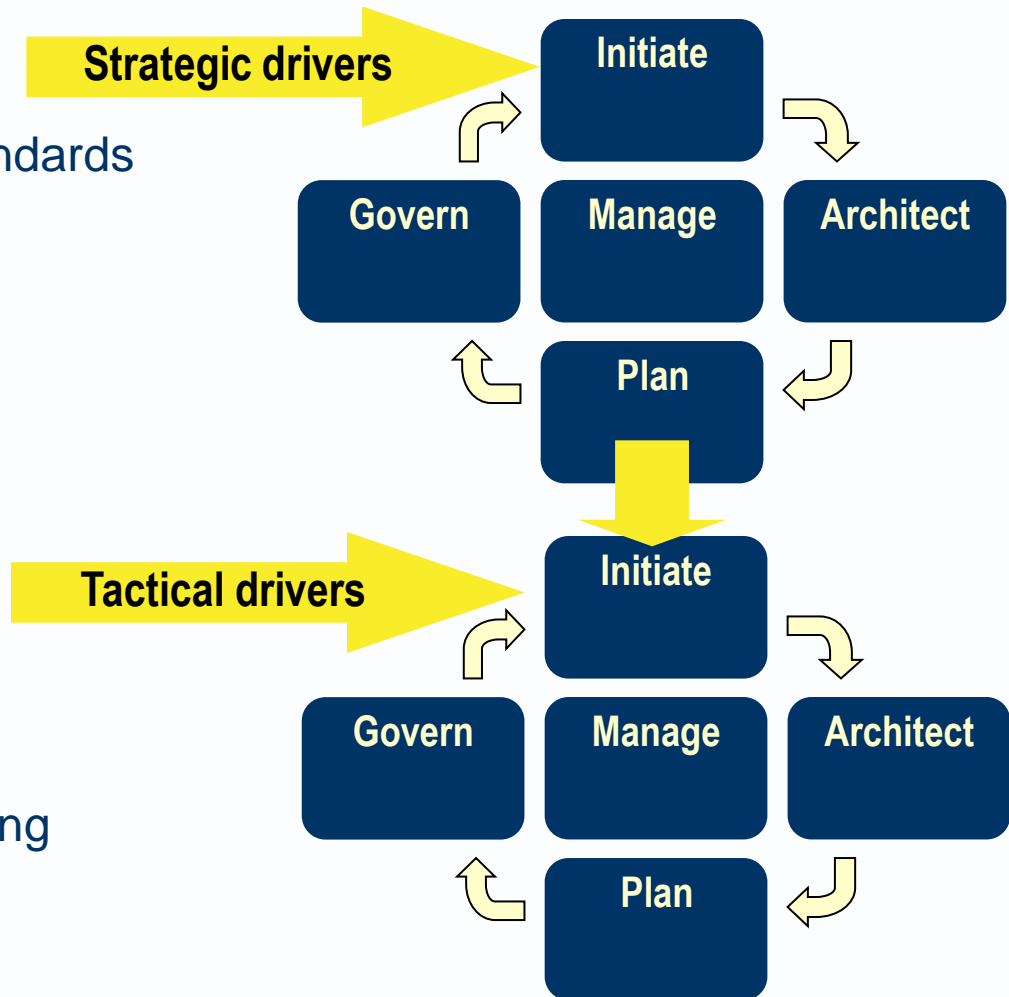 Strategic drivers
Initiate
ndards
Govern
Manage
Architect
Plan
Tactical drivers
Initiate
Govern
Manage
Architect
ng
Plan